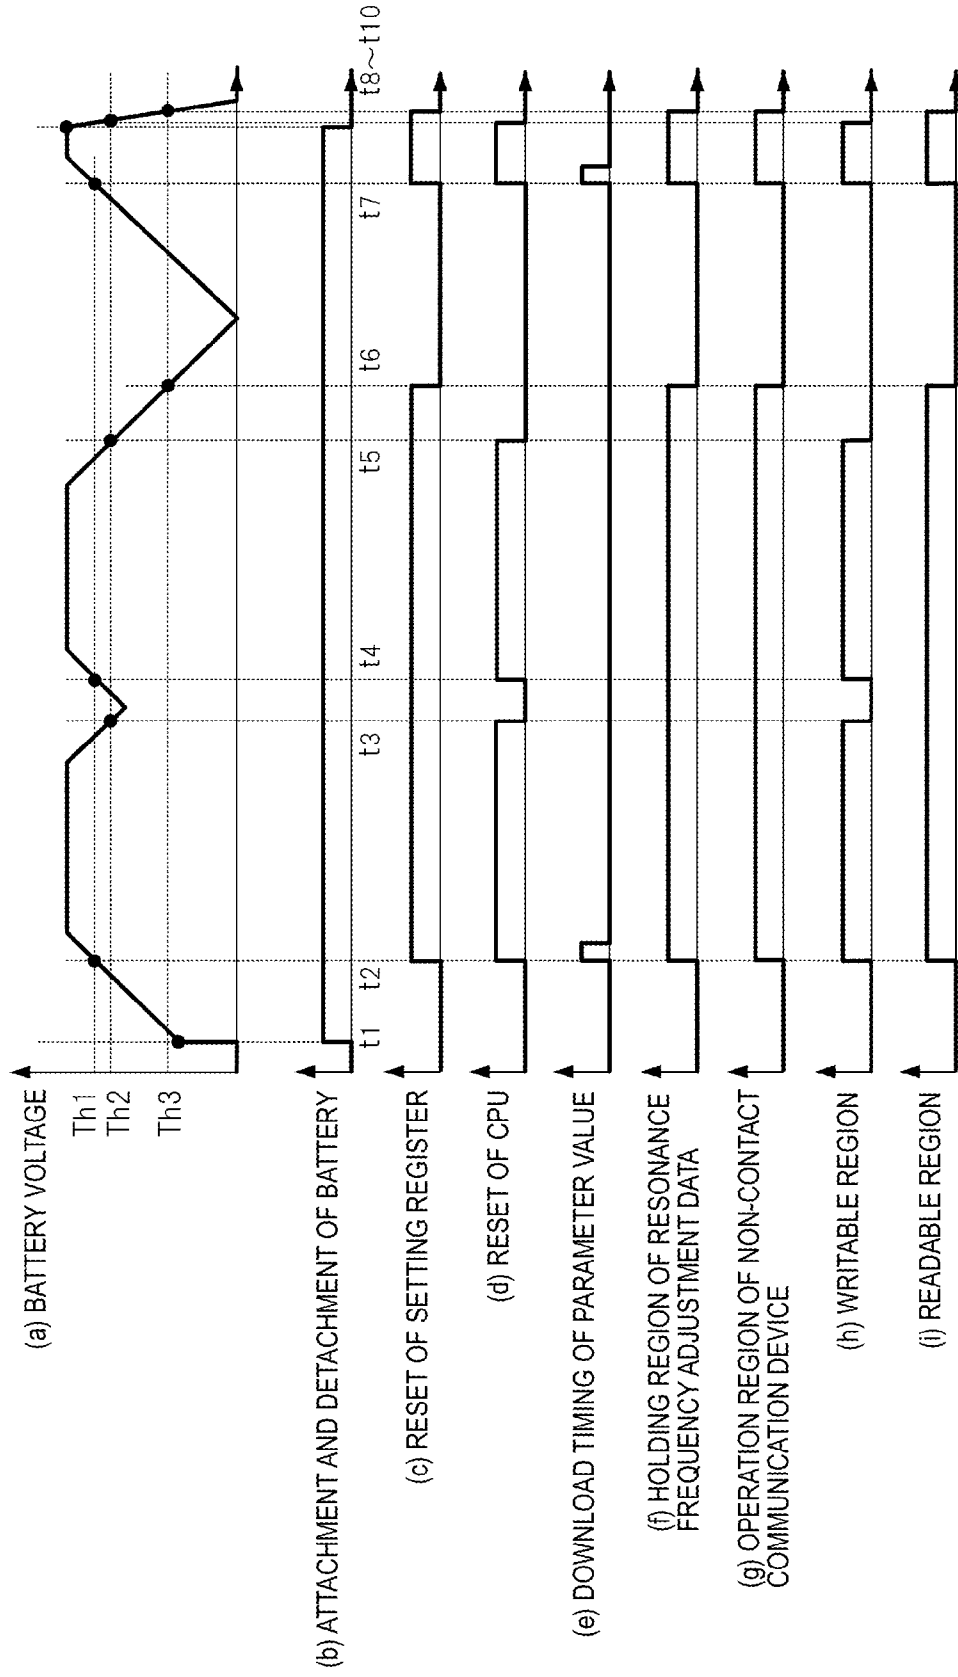 (a) BATTERY VOLTAGE
Th1
Th2
Th3
(b) ATTACHMENT AND DETACHMENT OF BATTERY
t1
t2
t3
t4
t5
t6
t7
t8～t10
(c) RESET OF SETTING REGISTER
(d) RESET OF CPU
(e) DOWNLOAD TIMING OF PARAMETER VALUE
(f) HOLDING REGION OF RESONANCE
FREQUENCY ADJUSTMENT DATA
(g) OPERATION REGION OF NON-CONTACT
COMMUNICATION DEVICE
(h) WRITABLE REGION
(i) READABLE REGION